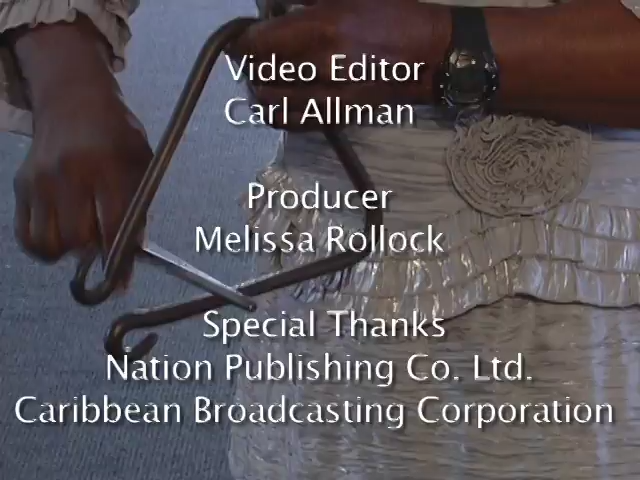 Video Editor
Carl Allman
Producer
Melissa Rollock
Special Thanks
Nation Publishing Co. Ltd.
Caribbean Broadcasting Corporation